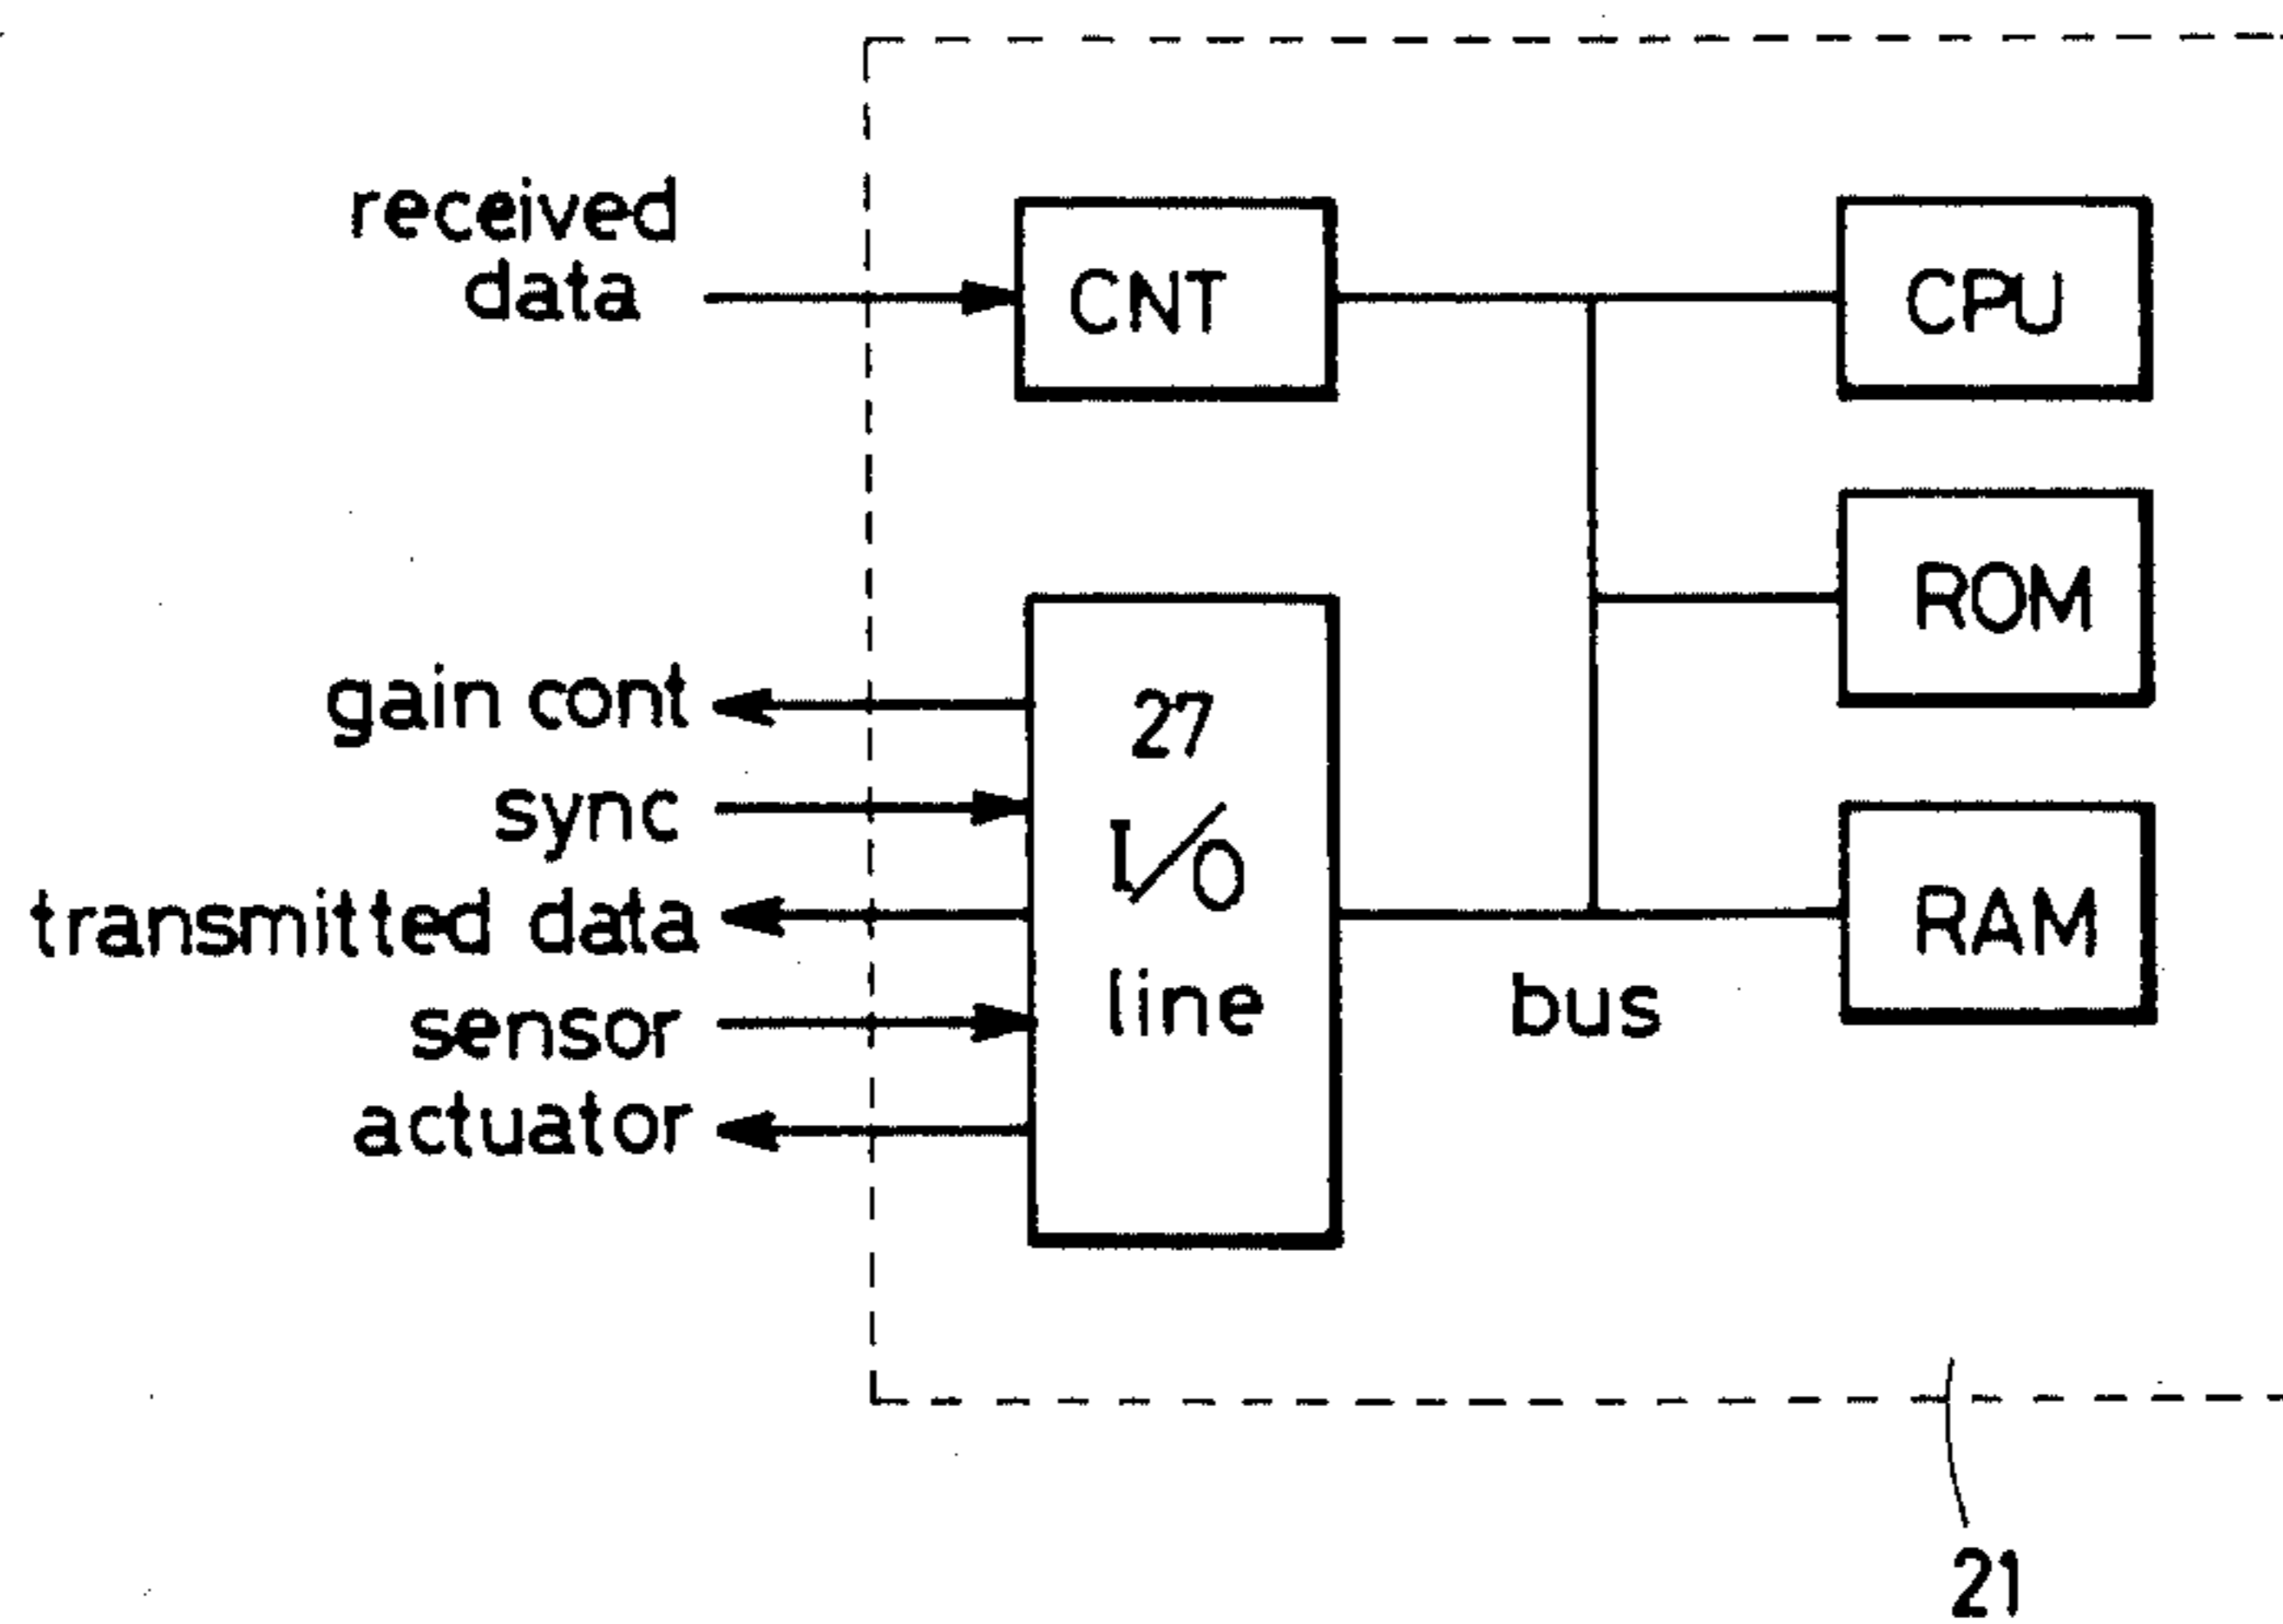 received
data
CNT
CPU
ROM
gain cont
sync
transmitted data
sensor
actuator
27
I/O
line
bus
RAM
21